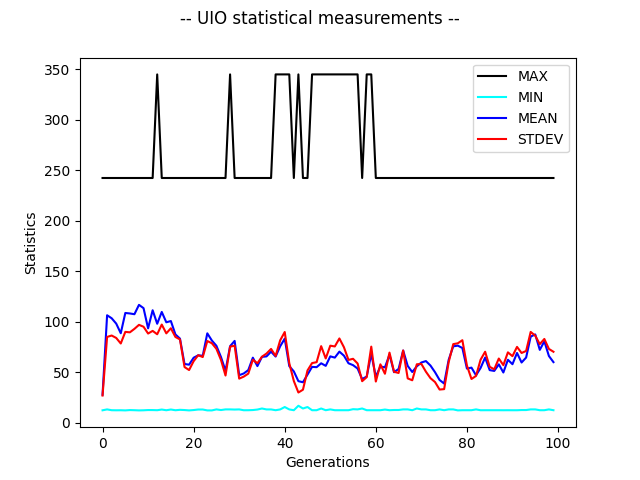 -- UIO statistical measurements --
350
300
250
200
150
100
50
0
Statistics
MAX
MIN
MEAN
STDEV
0
20
40
60
80
100
Generations